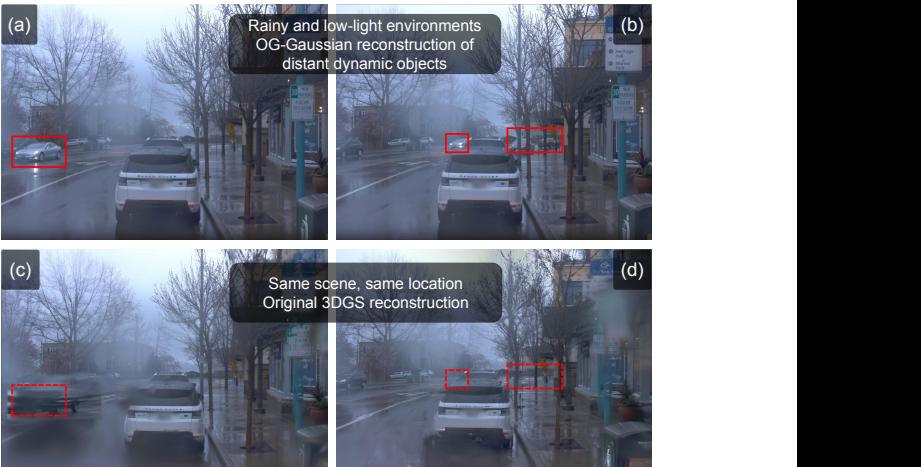 (a)
Rainy and low-light environments
OG-Gaussian reconstruction of
distant dynamic objects
(b)
(c)
Same scene, same location
Original 3DGS reconstruction
(d)